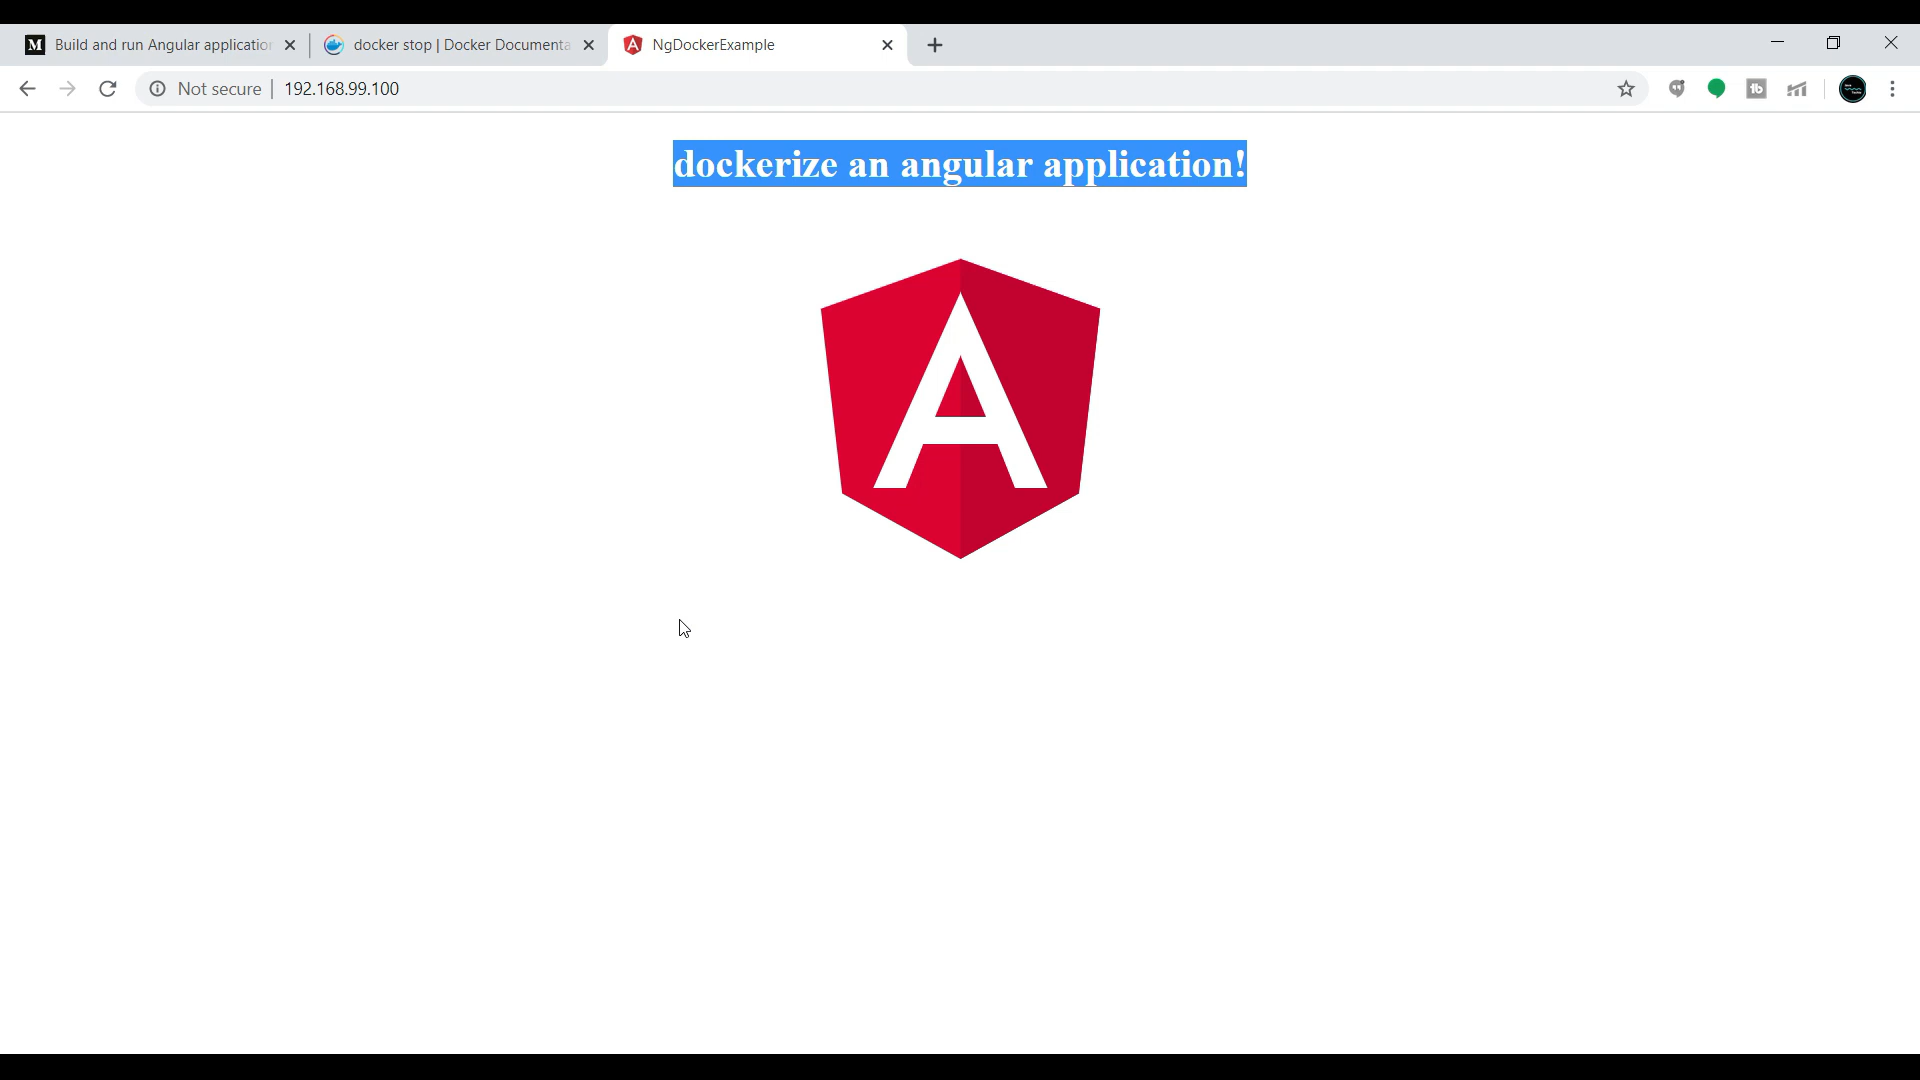 Build and run Angular application
docker stop | Docker Documenta
NgDockerExample
Not secure
192.168.99.100
dockerize an angular application!